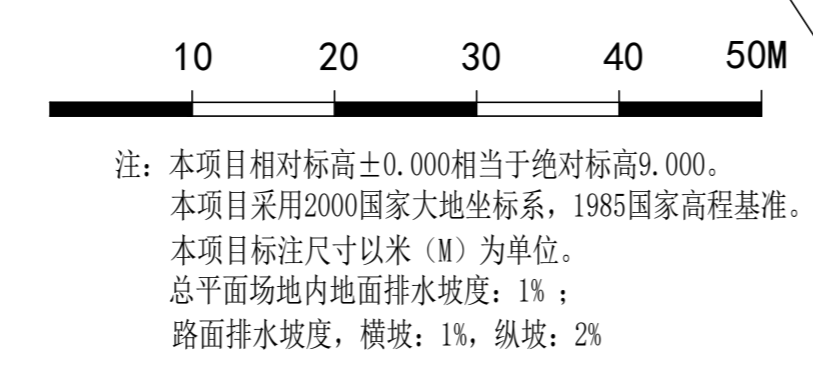 10 20 30 40 50M
注：本项目相对标高±0.000相当于绝对标高9.000。
本项目采用2000国家大地坐标系，1985国家高程基准。
本项目标注尺寸以米（M）为单位。
总平面场地内地面排水坡度：1% ；
路面排水坡度，横坡：1%，纵坡：2%